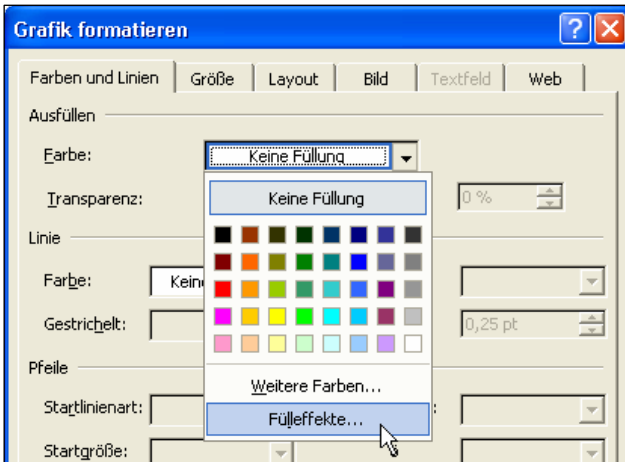 Grafik formatieren
Farben und Linien Größe Layout Bild Textfeld Web
Ausfüllen
Farbe: Keine Füllung
Transparenz: Keine Füllung 0 %
Linie
Farbe: Kein
Gestrichelt: 0,25 pt
Pfeile
Weitere Farben...
Startlinienart: :
Fülleffekte...
Startgröße: